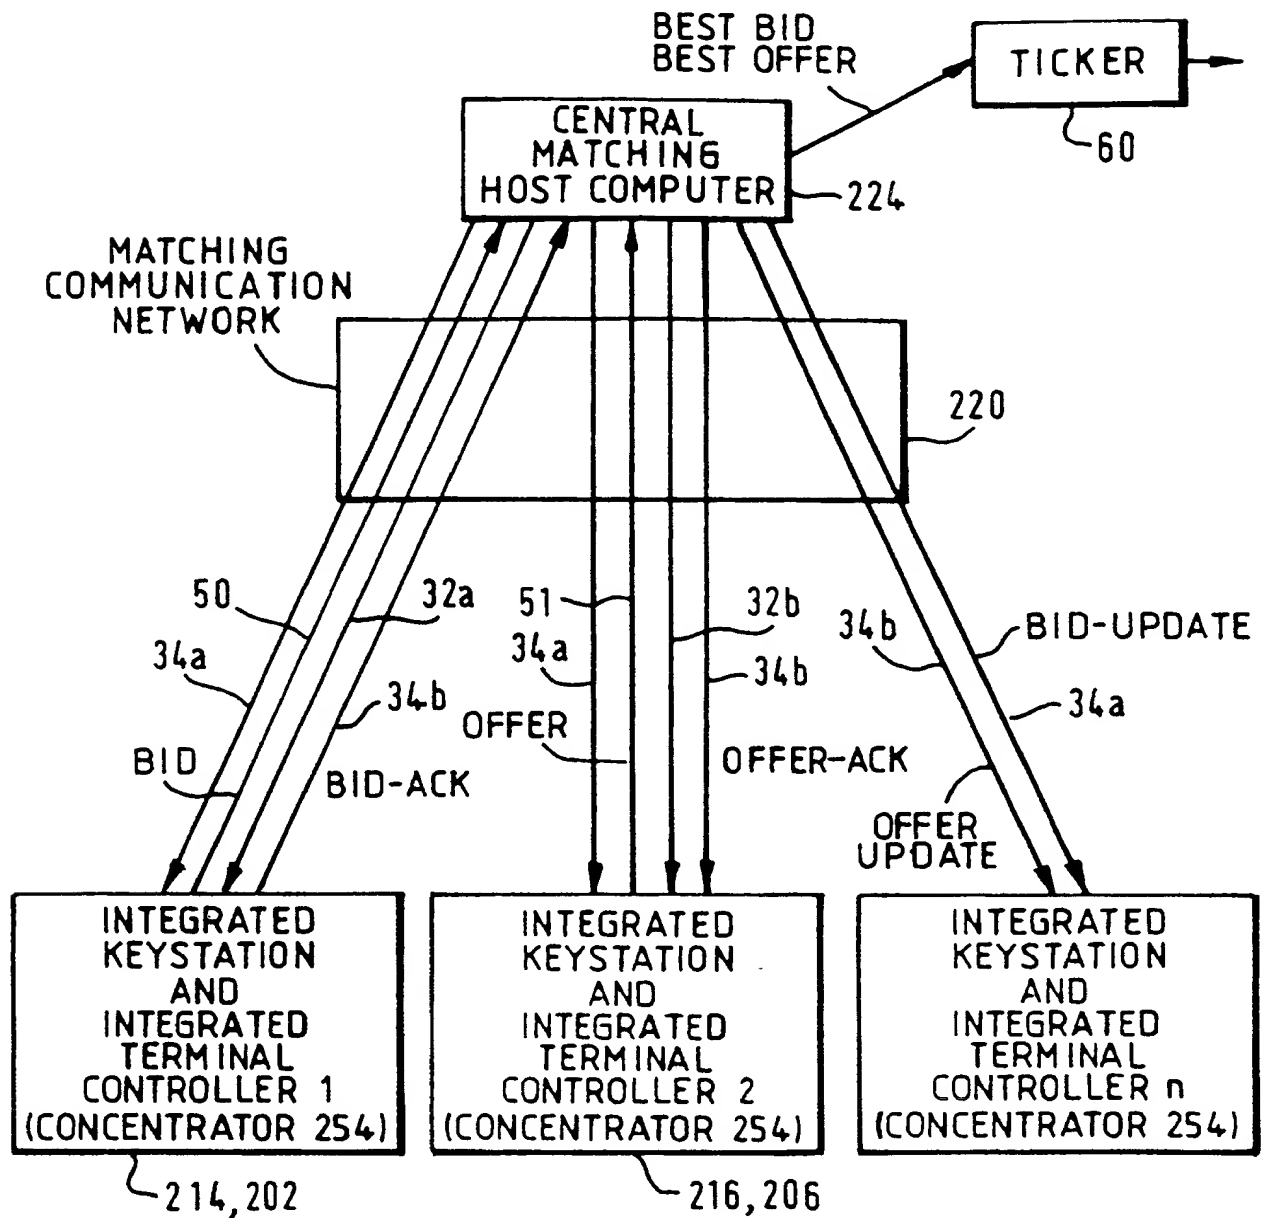 BEST BID
BEST OFFER
TICKER
60
CENTRAL
MATCHING
HOST COMPUTER
224
MATCHING
COMMUNICATION
NETWORK
220
50
32a
51
32b
34b
BID-UPDATE
34a
34a
34b
34b
34a
OFFER
BID
BID-ACK
OFFER-ACK
OFFER
UPDATE
INTEGRATED
KEYSTATION
AND
INTEGRATED
TERMINAL
CONTROLLER 1
(CONCENTRATOR 254)
214,202
INTEGRATED
KEYSTATION
AND
INTEGRATED
TERMINAL
CONTROLLER 2
(CONCENTRATOR 254)
216,206
INTEGRATED
KEYSTATION
AND
INTEGRATED
TERMINAL
CONTROLLER n
(CONCENTRATOR 254)